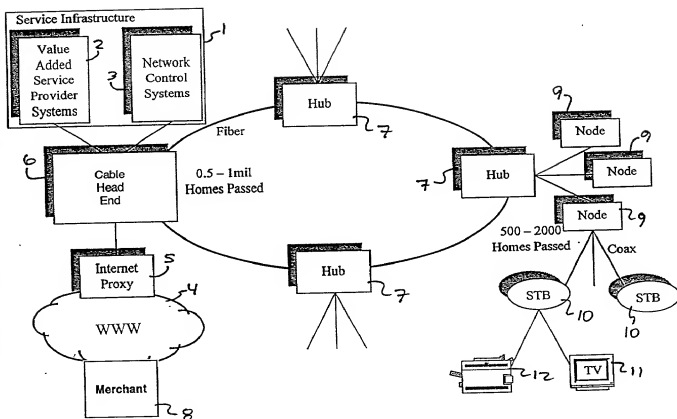 Service Infrastructure
1
Value
Added
Service
Provider
Systems
2
Network
Control
Systems
3
Hub
7
Fiber
6
Cable
Head
End
0.5 – 1mil
Homes Passed
7
Hub
9
Node
9
Node
Node
9
500 – 2000
Homes Passed
Coax
Internet
Proxy
5
4
WWW
Hub
7
STB
10
STB
10
Merchant
8
12
TV
11